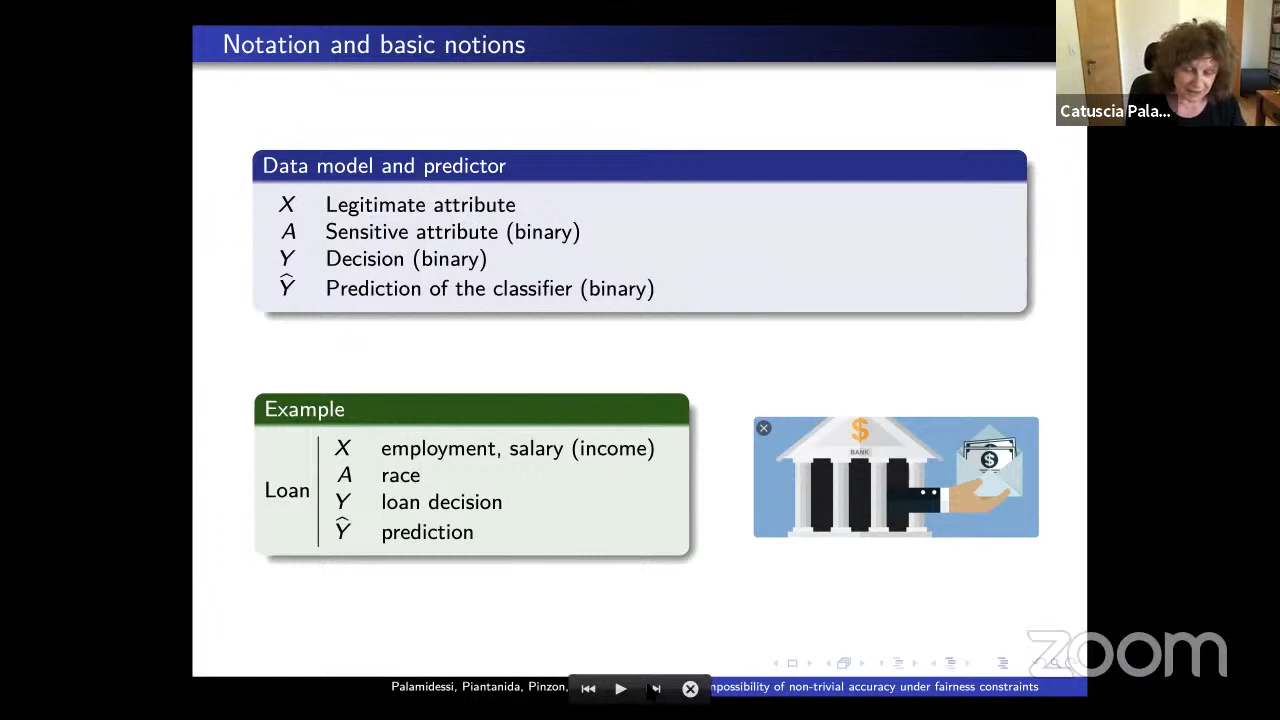 Notation and basic notions
Catuscia Pala...
Data model and predictor
X Legitimate attribute
A Sensitive attribute (binary)
Y Decision (binary)
Ŷ Prediction of the classifier (binary)
Example
Loan
X employment, salary (income)
A race
Y loan decision
Ŷ prediction
$
BANK
$
zoom
Palamidessi, Piantanida, Pinzon,
mpossibility of non-trivial accuracy under fairness constraints